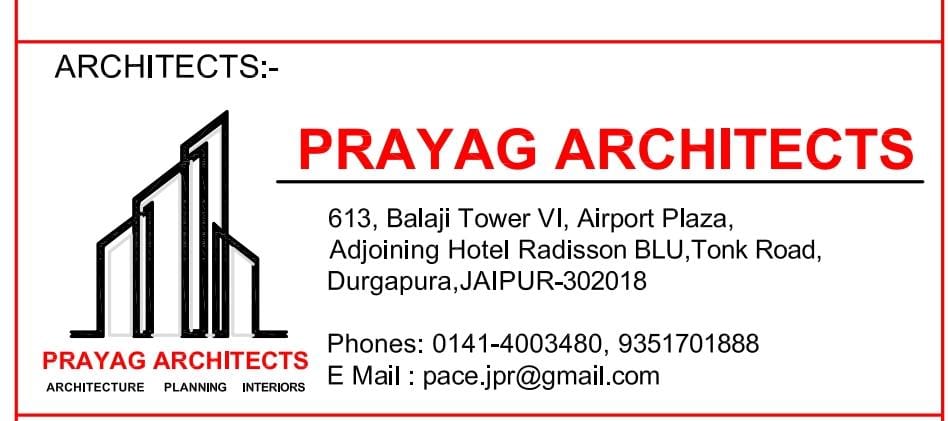 ARCHITECTS:-
PRAYAG ARCHITECTS
613, Balaji Tower VI, Airport Plaza,
Adjoining Hotel Radisson BLU,Tonk Road,
Durgapura,JAIPUR-302018
Phones: 0141-4003480, 9351701888
E Mail : pace.jpr@gmail.com
PRAYAG ARCHITECTS
ARCHITECTURE PLANNING INTERIORS